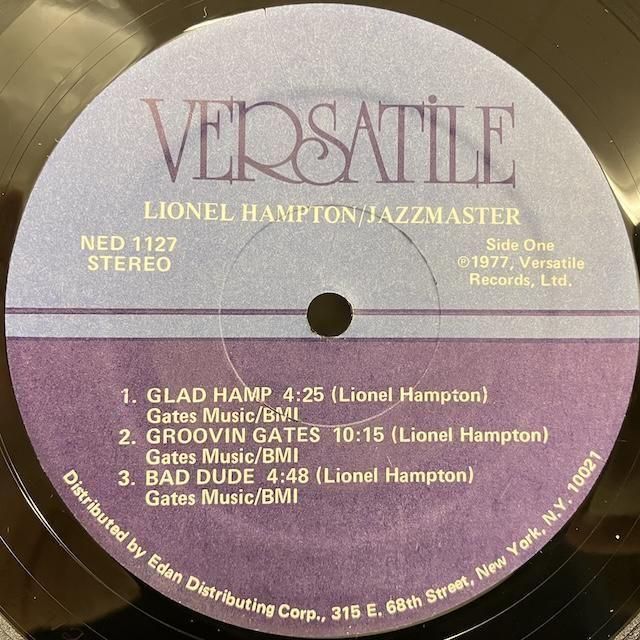 VERSATiLE
LIONEL HAMPTON/JAZZMASTER
NED 1127
STEREO
Side One
℗1977, Versatile
Records, Ltd.
1. GLAD HAMP 4:25 (Lionel Hampton)
Gates Music/BMI
2. GROOVIN GATES 10:15 (Lionel Hampton)
Gates Music/BMI
3. BAD DUDE 4:48 (Lionel Hampton)
Gates Music/BMI
Distributed by Edan Distributing Corp., 315 E. 68th Street, New York, N.Y. 10021